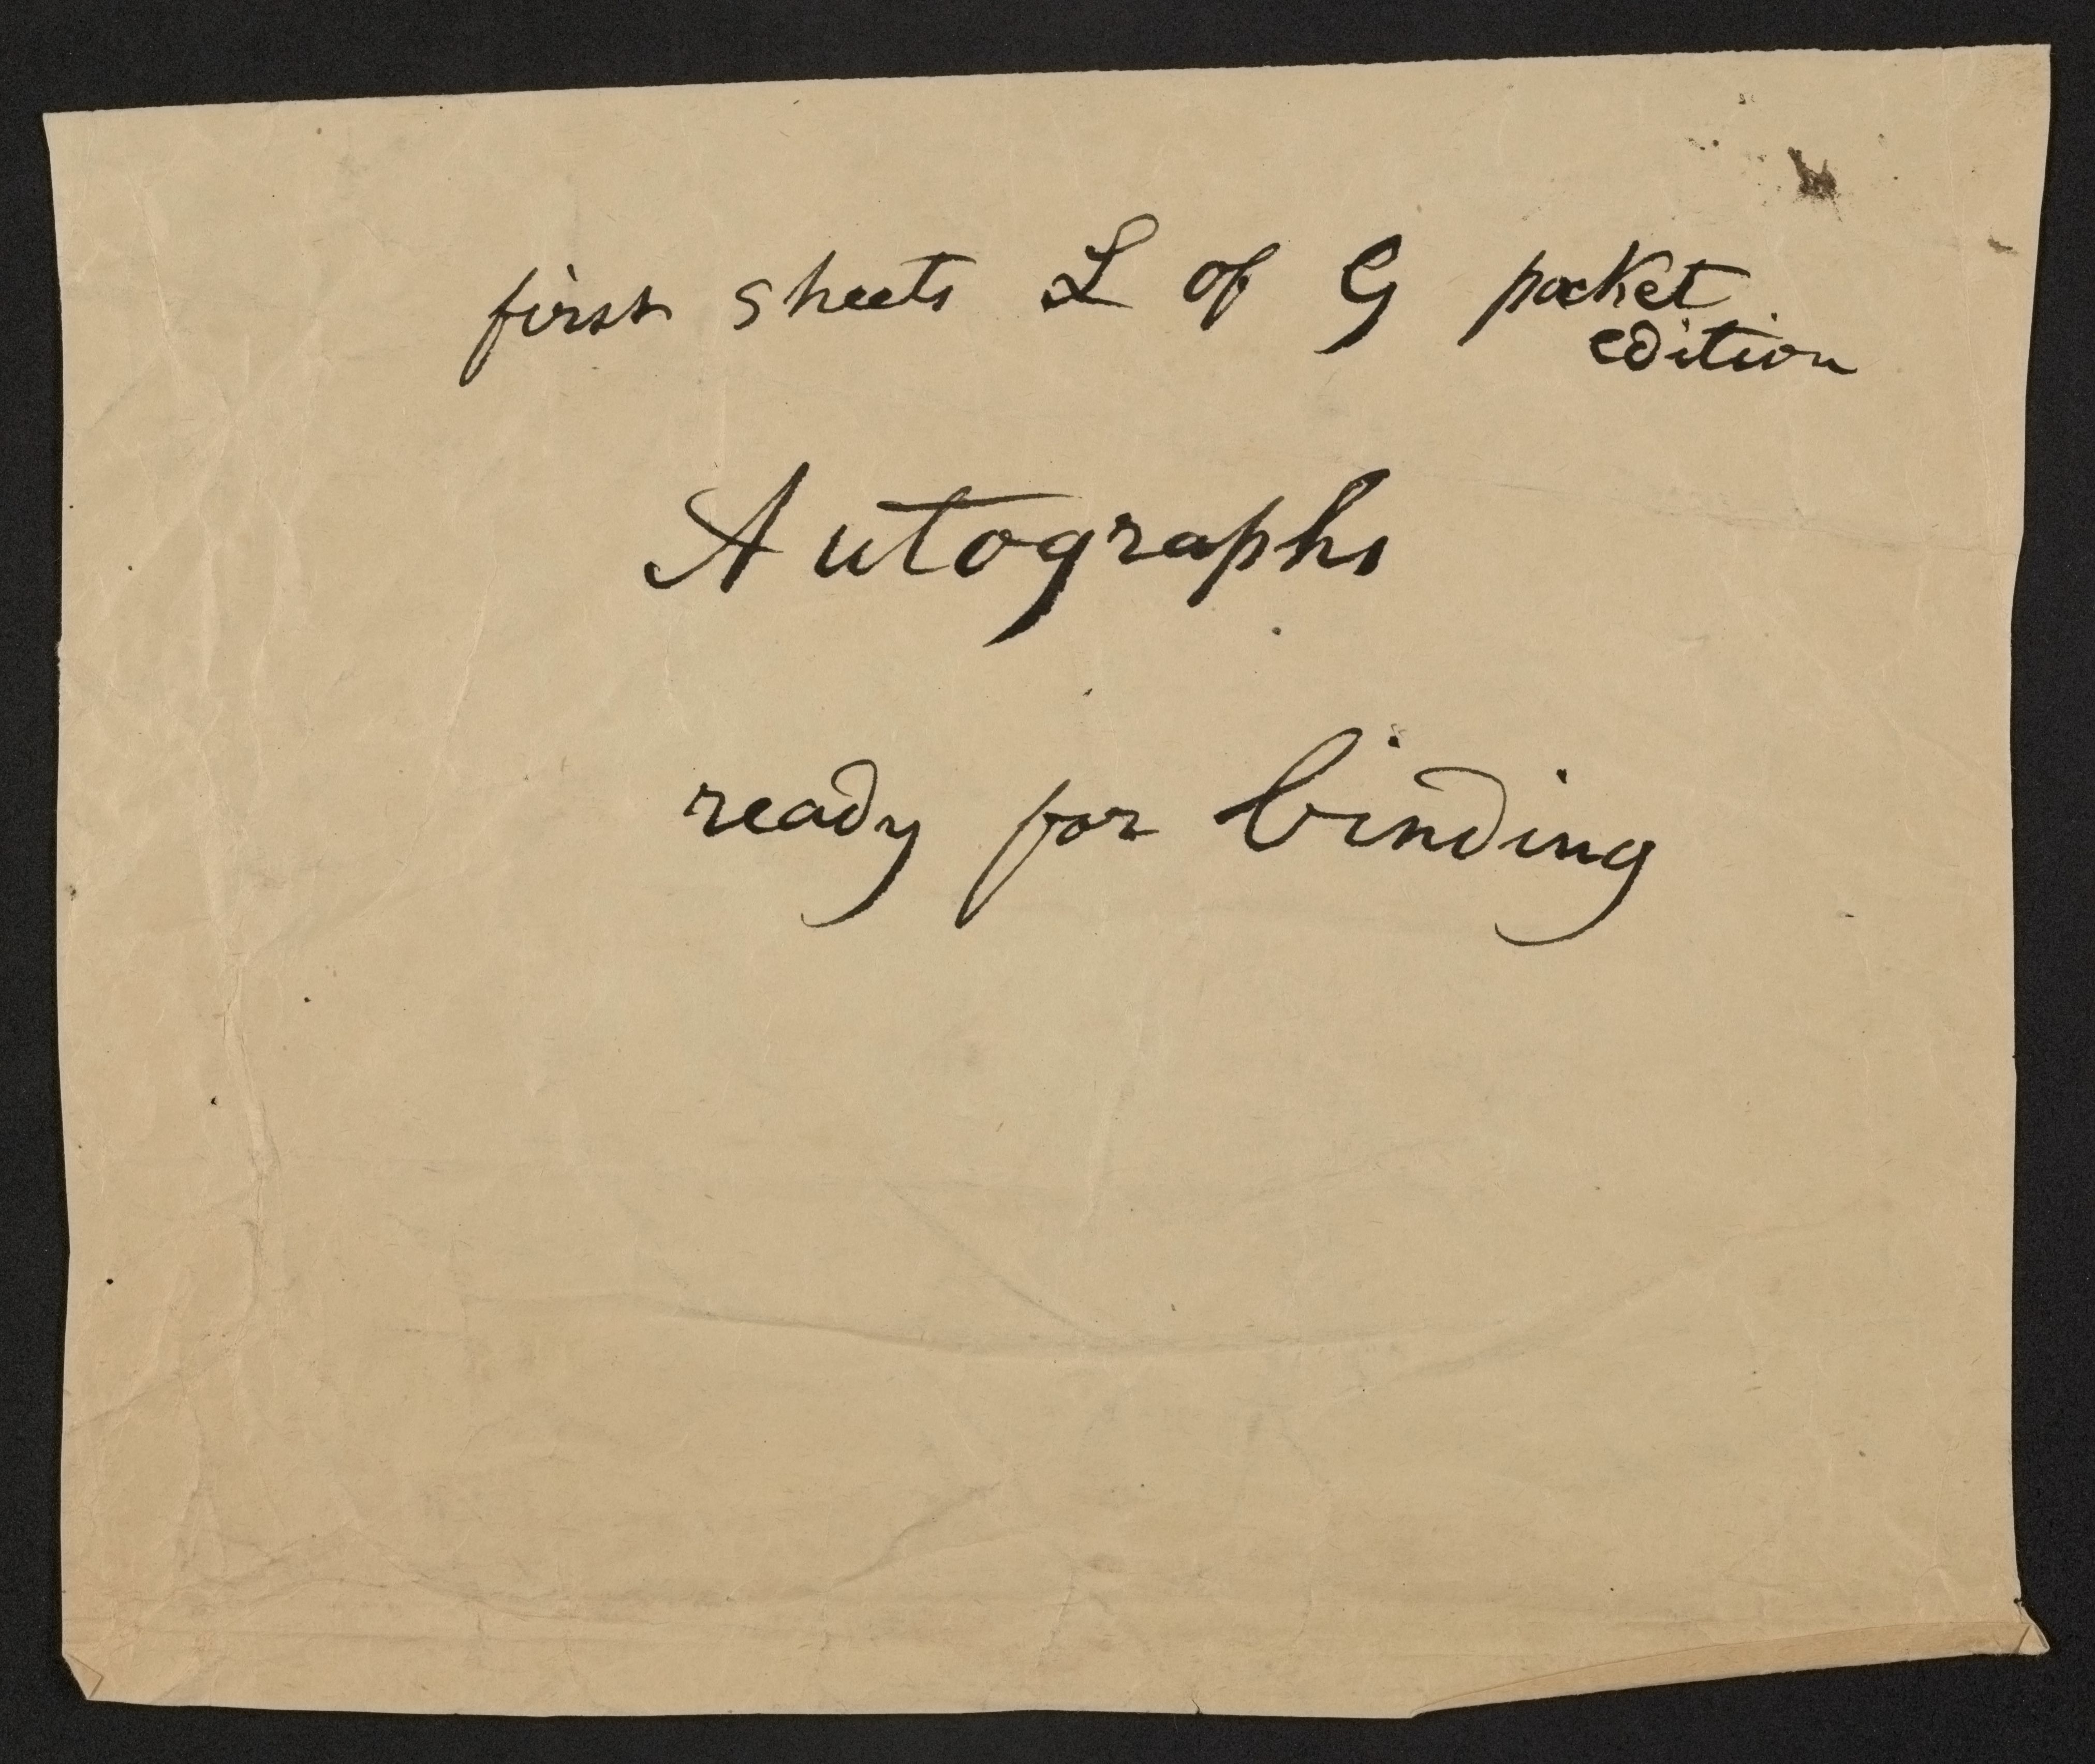 first sheets L of G pocket
edition
Autographs
ready for binding